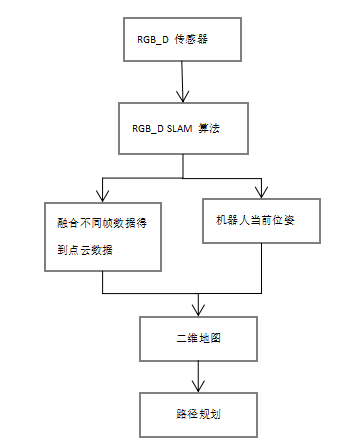 RGB_D 传感器
RGB_D SLAM 算法
融合不同帧数据得
到点云数据
机器人当前位姿
二维地图
路径规划